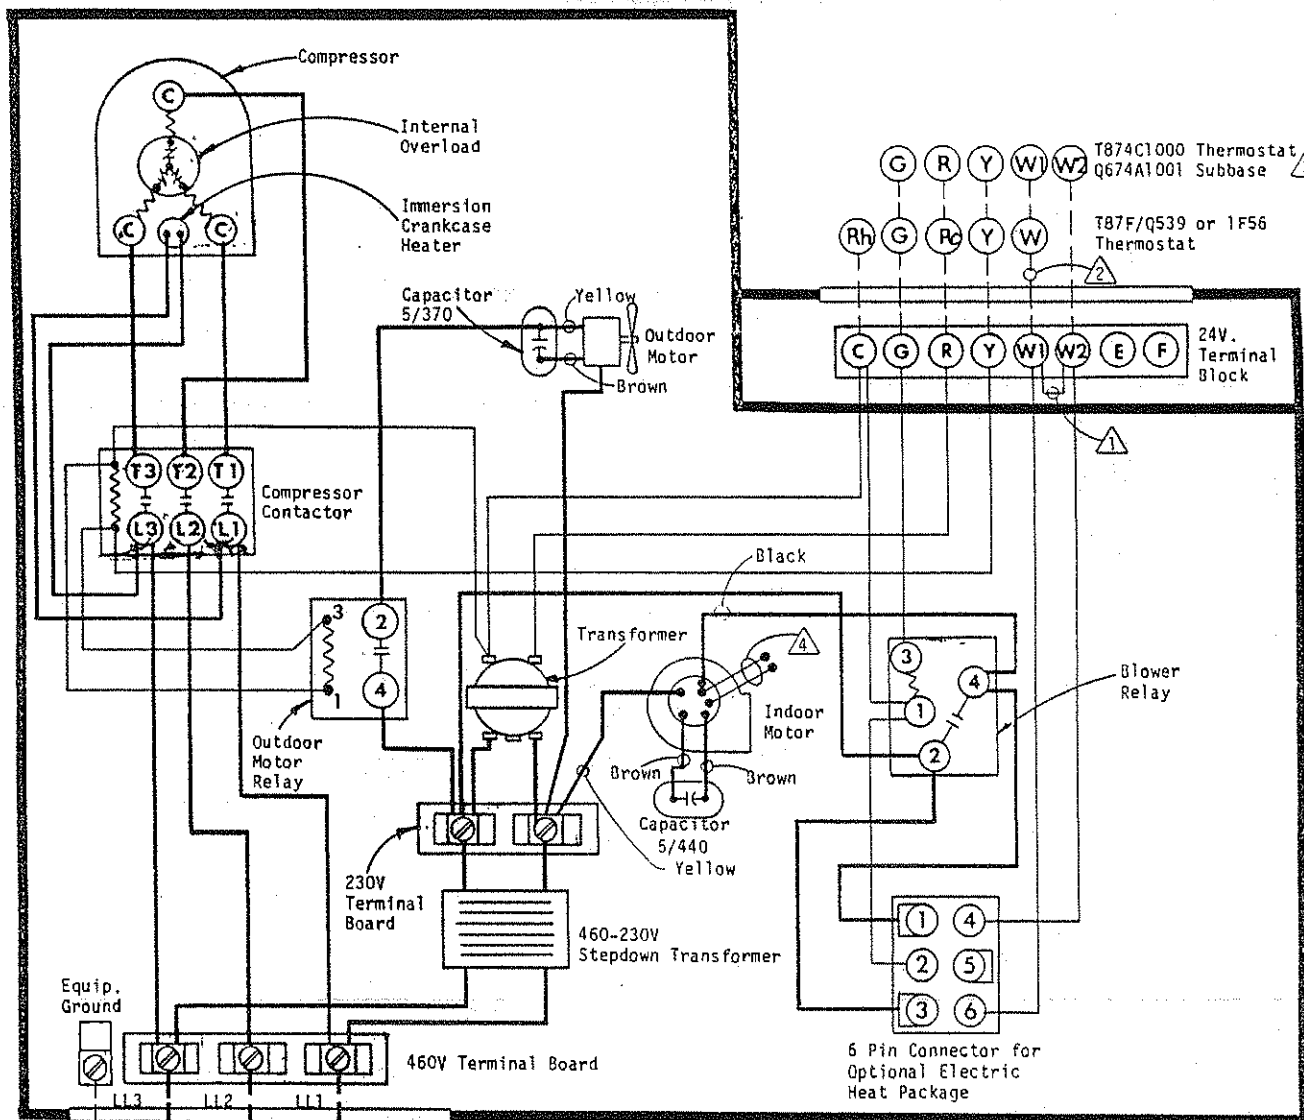 Compressor
C
Internal
Overload
Immersion
Crankcase
Heater
C
C
G
R
Y
W1
W2
T874C1000 Thermostat
Q674A1001 Subbase
Rh
G
Rc
Y
W
T87F/Q539 or 1F56
Thermostat
2
Capacitor
5/370
Yellow
Outdoor
Motor
Brown
C
G
R
Y
W1
W2
E
F
24V.
Terminal
Block
1
T3
T2
T1
L3
L2
L1
Compressor
Contactor
Black
3
2
4
1
Outdoor
Motor
Relay
Transformer
4
Indoor
Motor
Brown
Brown
Capacitor
5/440
Yellow
3
4
1
2
Blower
Relay
230V
Terminal
Board
460-230V
Stepdown Transformer
1
4
2
5
3
6
6 Pin Connector for
Optional Electric
Heat Package
Equip.
Ground
460V Terminal Board
LL3
LL2
LL1